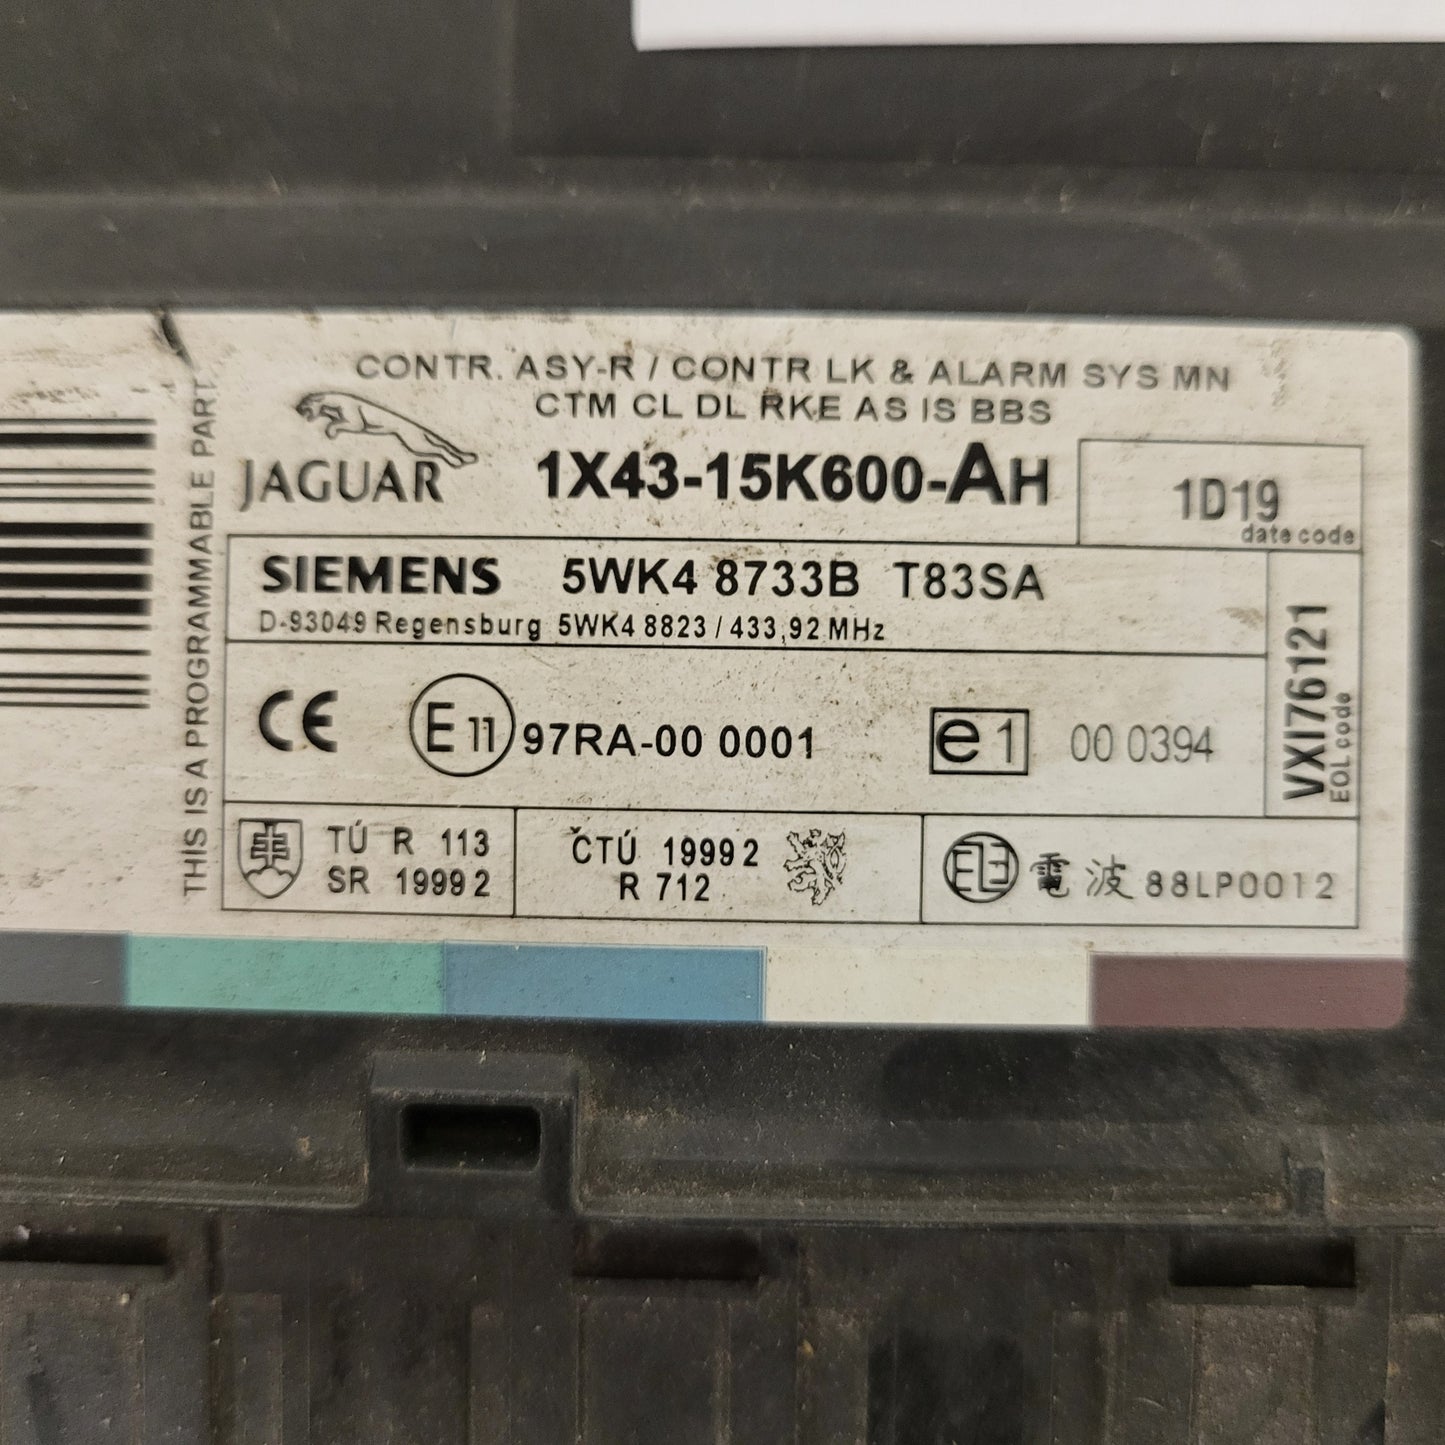 CONTR. ASY-R / CONTR LK & ALARM SYS MN
CTM CL DL RKE AS IS BBS
JAGUAR 1X43-15K600-AH
1D19
date code
SIEMENS 5WK4 8733B T83SA
D-93049 Regensburg 5WK4 8823 / 433,92 MHz
CE E11 97RA-00 0001 e1 00 0394
VXI76121
EOL code
TÚ R 113
SR 1999 2
ČTÚ 1999 2
R 712
電波 88LP0012
THIS IS A PROGRAMMABLE PART